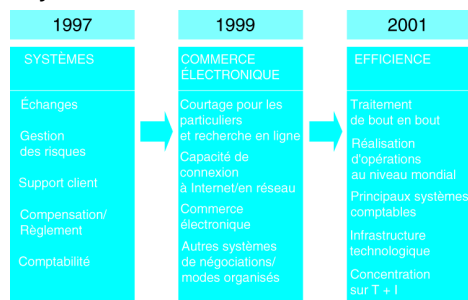 1997
SYSTÈMES
Échanges
Gestion
des risques
Support client
Compensation/
Règlement
Comptabilité
1999
COMMERCE
ÉLECTRONIQUE
Courtage pour les
particuliers
et recherche en ligne
Capacité de
connexion
à Internet/en réseau
Commerce
électronique
Autres systèmes
de négociations/
modes organisés
2001
EFFICIENCE
Traitement
de bout en bout
Réalisation
d'opérations
au niveau mondial
Principaux systèmes
comptables
Infrastructure
technologique
Concentration
sur T + I